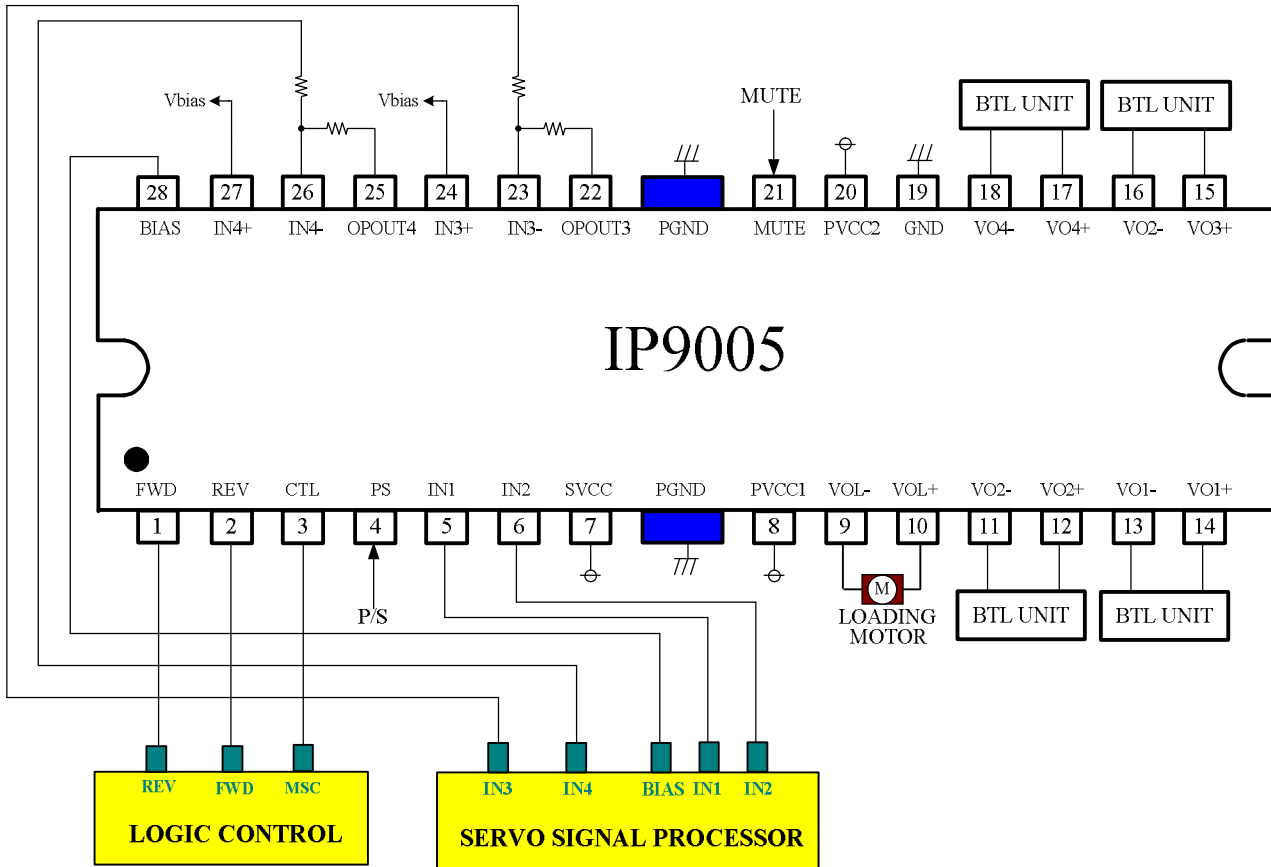 MUTE
BTL UNIT BTL UNIT
Vbias Vbias
28 27 26 25 24 23 22 21 20 19 18 17 16 15
BIAS IN4+ IN4- OPOUT4 IN3+ IN3- OPOUT3 PGND MUTE PVCC2 GND VO4- VO4+ VO2- VO3+
IP9005
FWD REV CTL PS IN1 IN2 SVCC PGND PVCC1 VOL- VOL+ VO2- VO2+ VO1- VO1+
1 2 3 4 5 6 7 8 9 10 11 12 13 14
M
P/S
LOADING
MOTOR
BTL UNIT BTL UNIT
REV FWD MSC
LOGIC CONTROL
IN3 IN4 BIAS IN1 IN2
SERVO SIGNAL PROCESSOR